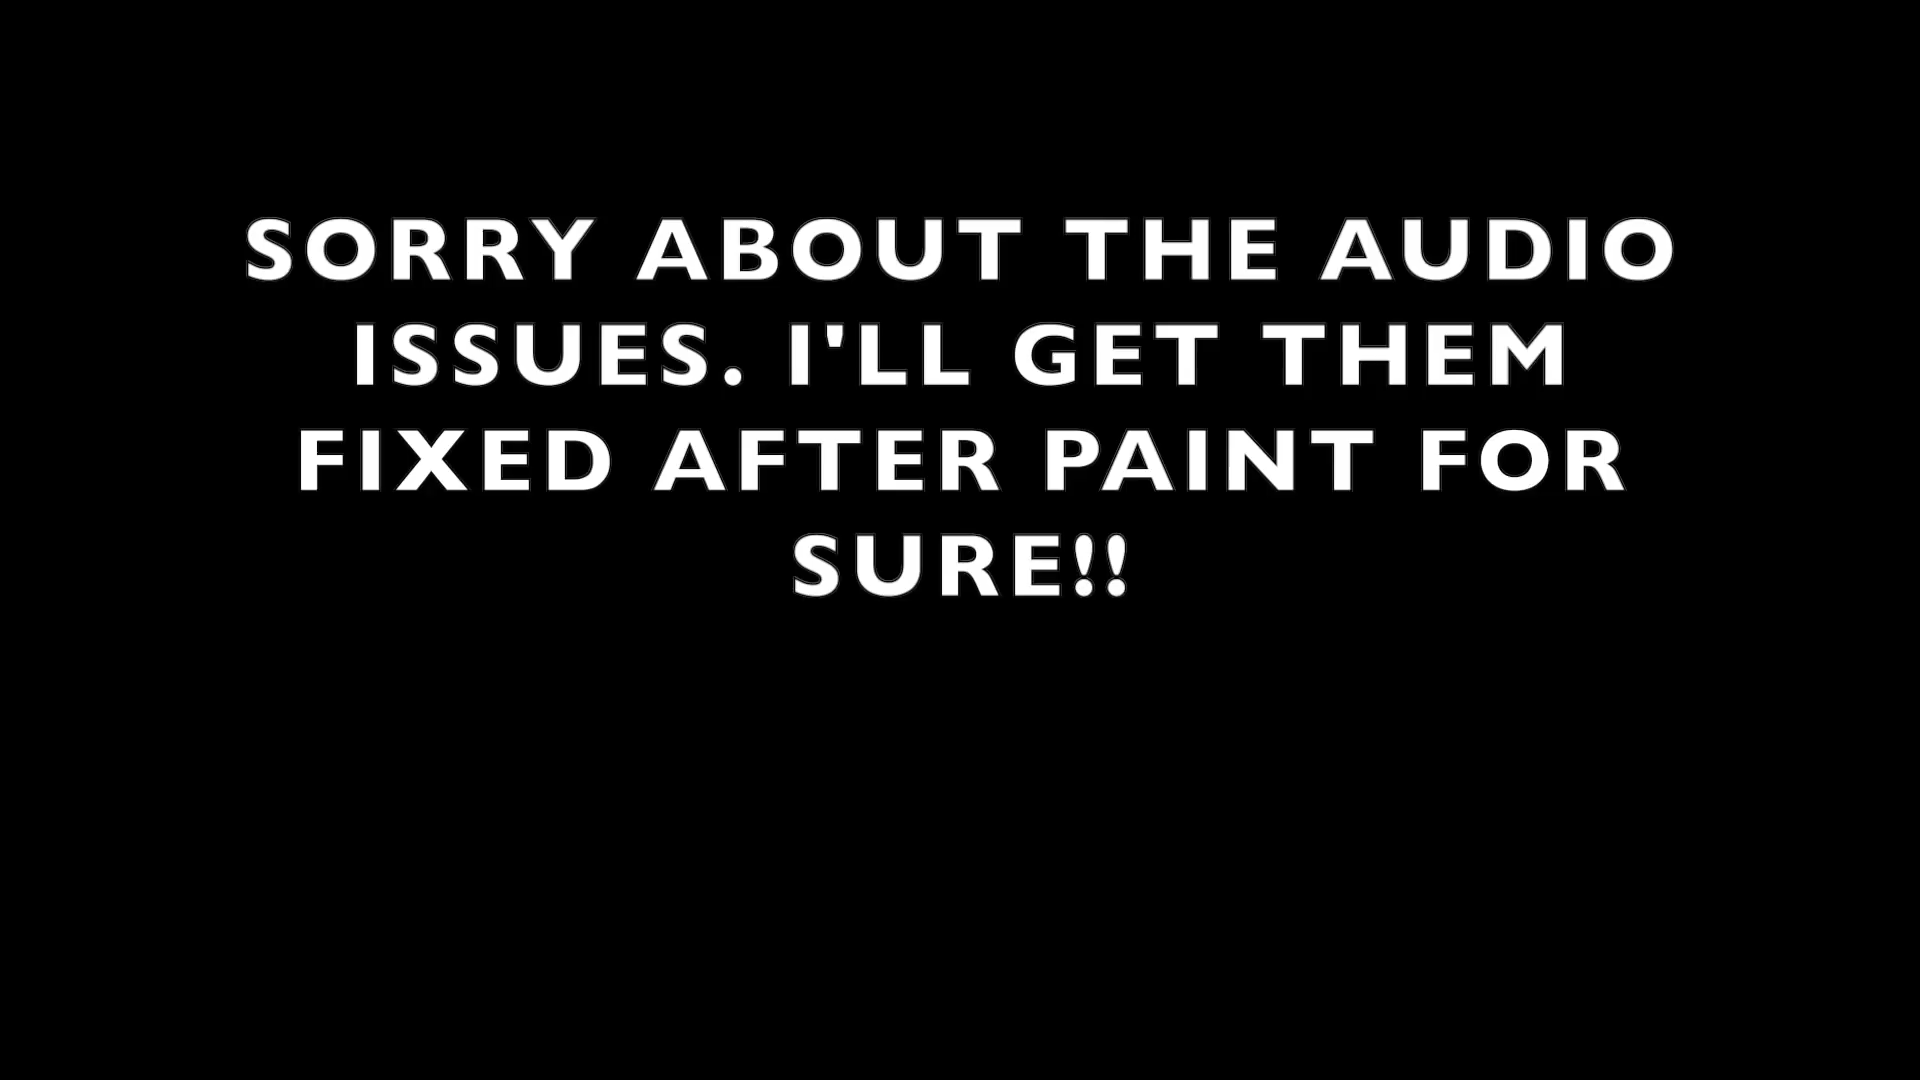 SORRY ABOUT THE AUDIO
ISSUES. I'LL GET THEM
FIXED AFTER PAINT FOR
SURE!!